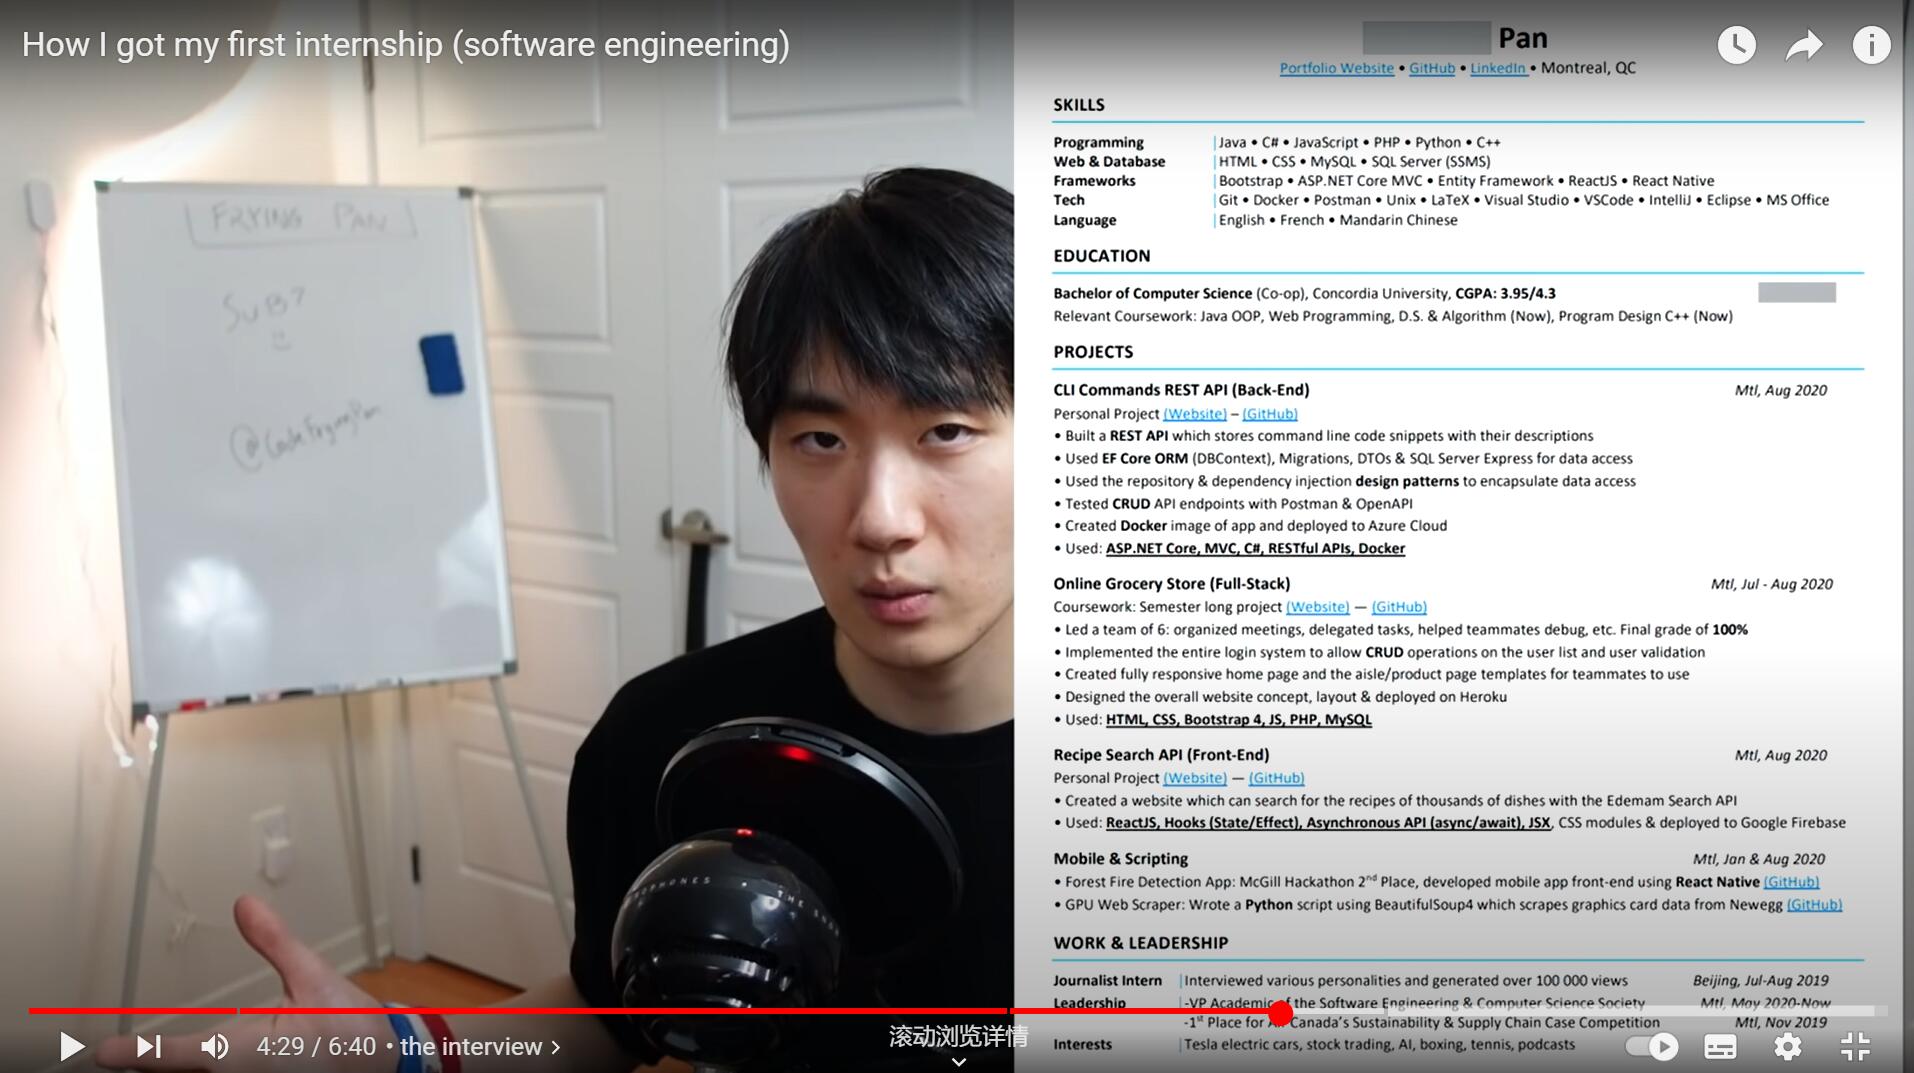 How I got my first internship (software engineering)
FRYING PAN
SUB?
@CodeFryingPan
OPHONES • THE SNOW
Pan
Portfolio Website • GitHub • LinkedIn • Montreal, QC
SKILLS
Programming Java • C# • JavaScript • PHP • Python • C++
Web & Database HTML • CSS • MySQL • SQL Server (SSMS)
Frameworks Bootstrap • ASP.NET Core MVC • Entity Framework • ReactJS • React Native
Tech Git • Docker • Postman • Unix • LaTeX • Visual Studio • VSCode • IntelliJ • Eclipse • MS Office
Language English • French • Mandarin Chinese
EDUCATION
Bachelor of Computer Science (Co-op), Concordia University, CGPA: 3.95/4.3
Relevant Coursework: Java OOP, Web Programming, D.S. & Algorithm (Now), Program Design C++ (Now)
PROJECTS
CLI Commands REST API (Back-End) Mtl, Aug 2020
Personal Project (Website) – (GitHub)
• Built a REST API which stores command line code snippets with their descriptions
• Used EF Core ORM (DBContext), Migrations, DTOs & SQL Server Express for data access
• Used the repository & dependency injection design patterns to encapsulate data access
• Tested CRUD API endpoints with Postman & OpenAPI
• Created Docker image of app and deployed to Azure Cloud
• Used: ASP.NET Core, MVC, C#, RESTful APIs, Docker
Online Grocery Store (Full-Stack) Mtl, Jul - Aug 2020
Coursework: Semester long project (Website) — (GitHub)
• Led a team of 6: organized meetings, delegated tasks, helped teammates debug, etc. Final grade of 100%
• Implemented the entire login system to allow CRUD operations on the user list and user validation
• Created fully responsive home page and the aisle/product page templates for teammates to use
• Designed the overall website concept, layout & deployed on Heroku
• Used: HTML, CSS, Bootstrap 4, JS, PHP, MySQL
Recipe Search API (Front-End) Mtl, Aug 2020
Personal Project (Website) — (GitHub)
• Created a website which can search for the recipes of thousands of dishes with the Edemam Search API
• Used: ReactJS, Hooks (State/Effect), Asynchronous API (async/await), JSX, CSS modules & deployed to Google Firebase
Mobile & Scripting Mtl, Jan & Aug 2020
• Forest Fire Detection App: McGill Hackathon 2nd Place, developed mobile app front-end using React Native (GitHub)
• GPU Web Scraper: Wrote a Python script using BeautifulSoup4 which scrapes graphics card data from Newegg (GitHub)
WORK & LEADERSHIP
Journalist Intern Interviewed various personalities and generated over 100 000 views Beijing, Jul-Aug 2019
Leadership -VP Academic of the Software Engineering & Computer Science Society Mtl, May 2020-Now
-1st Place for Canada's Sustainability & Supply Chain Case Competition Mtl, Nov 2019
Interests Tesla electric cars, stock trading, AI, boxing, tennis, podcasts
4:29 / 6:40 • the interview
滚动浏览详情